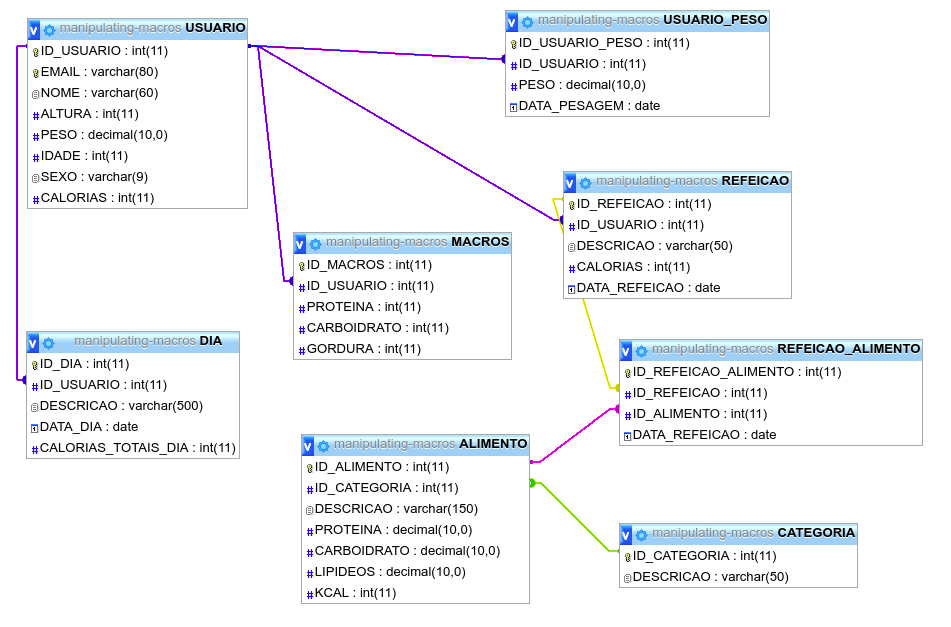 v manipulating-macros USUARIO
ID_USUARIO : int(11)
EMAIL : varchar(80)
NOME : varchar(60)
#ALTURA : int(11)
#PESO : decimal(10,0)
#IDADE : int(11)
SEXO : varchar(9)
#CALORIAS : int(11)
v manipulating-macros USUARIO_PESO
ID_USUARIO_PESO : int(11)
#ID_USUARIO : int(11)
#PESO : decimal(10,0)
DATA_PESAGEM : date
v manipulating-macros REFEICAO
ID_REFEICAO : int(11)
#ID_USUARIO : int(11)
DESCRICAO : varchar(50)
#CALORIAS : int(11)
DATA_REFEICAO : date
v manipulating-macros MACROS
ID_MACROS : int(11)
#ID_USUARIO : int(11)
#PROTEINA : int(11)
#CARBOIDRATO : int(11)
#GORDURA : int(11)
v manipulating-macros DIA
ID_DIA : int(11)
#ID_USUARIO : int(11)
DESCRICAO : varchar(500)
DATA_DIA : date
#CALORIAS_TOTAIS_DIA : int(11)
v manipulating-macros REFEICAO_ALIMENTO
ID_REFEICAO_ALIMENTO : int(11)
#ID_REFEICAO : int(11)
#ID_ALIMENTO : int(11)
DATA_REFEICAO : date
v manipulating-macros ALIMENTO
ID_ALIMENTO : int(11)
#ID_CATEGORIA : int(11)
DESCRICAO : varchar(150)
#PROTEINA : decimal(10,0)
#CARBOIDRATO : decimal(10,0)
#LIPIDEOS : decimal(10,0)
#KCAL : int(11)
v manipulating-macros CATEGORIA
ID_CATEGORIA : int(11)
DESCRICAO : varchar(50)